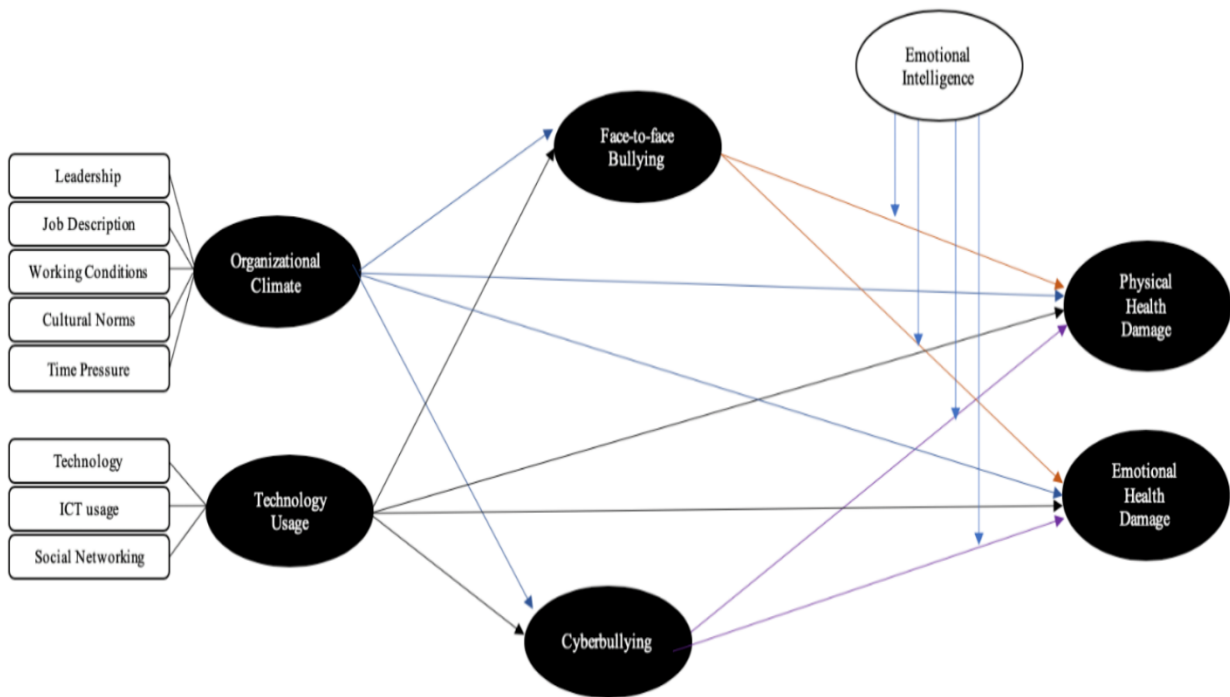 Emotional
Intelligence
Face-to-face
Bullying
Leadership
Job Description
Working Conditions
Cultural Norms
Time Pressure
Organizational
Climate
Physical
Health
Damage
Technology
ICT usage
Social Networking
Technology
Usage
Emotional
Health
Damage
Cyberbullying